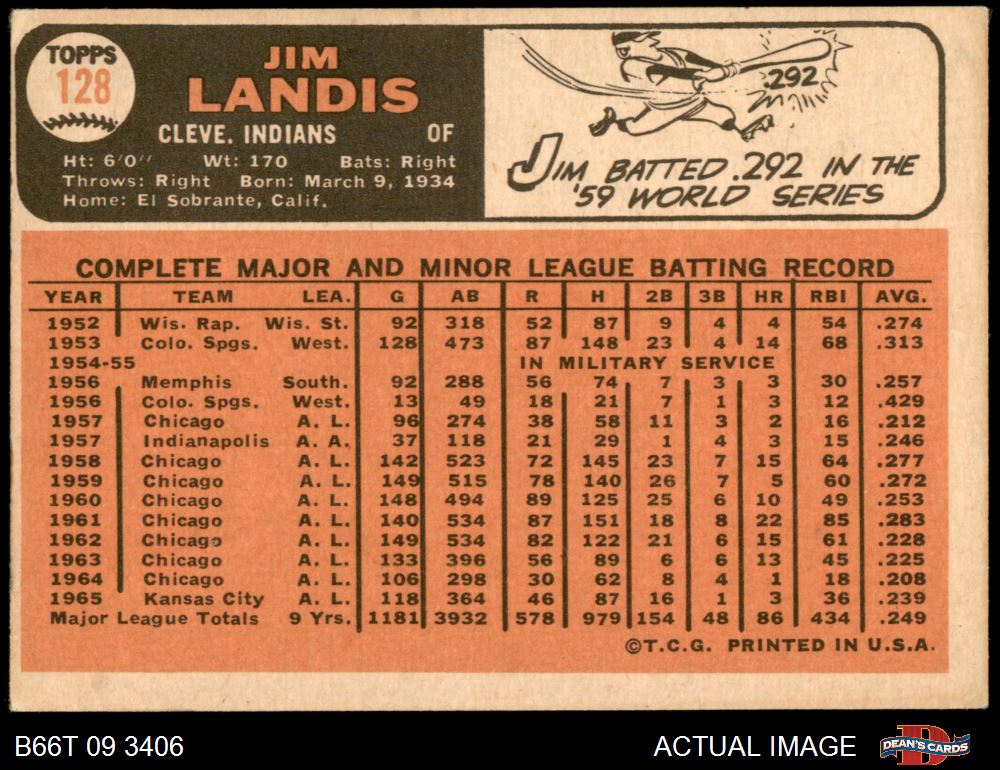 TOPPS
128
JIM
LANDIS
CLEVE. INDIANS OF
Ht: 6'0" Wt: 170 Bats: Right
Throws: Right Born: March 9, 1934
Home: El Sobrante, Calif.
.292
JIM BATTED .292 IN THE
'59 WORLD SERIES
COMPLETE MAJOR AND MINOR LEAGUE BATTING RECORD
YEAR TEAM LEA. G AB R H 2B 3B HR RBI AVG.
1952 Wis. Rap. Wis. St. 92 318 52 87 9 4 4 54 .274
1953 Colo. Spgs. West. 128 473 87 148 23 4 14 68 .313
1954-55 IN MILITARY SERVICE
1956 Memphis South. 92 288 56 74 7 3 3 30 .257
1956 Colo. Spgs. West. 13 49 18 21 7 1 3 12 .429
1957 Chicago A. L. 96 274 38 58 11 3 2 16 .212
1957 Indianapolis A. A. 37 118 21 29 1 4 3 15 .246
1958 Chicago A. L. 142 523 72 145 23 7 15 64 .277
1959 Chicago A. L. 149 515 78 140 26 7 5 60 .272
1960 Chicago A. L. 148 494 89 125 25 6 10 49 .253
1961 Chicago A. L. 140 534 87 151 18 8 22 85 .283
1962 Chicago A. L. 149 534 82 122 21 6 15 61 .228
1963 Chicago A. L. 133 396 56 89 6 6 13 45 .225
1964 Chicago A. L. 106 298 30 62 8 4 1 18 .208
1965 Kansas City A. L. 118 364 46 87 16 1 3 36 .239
Major League Totals 9 Yrs. 1181 3932 578 979 154 48 86 434 .249
©T.C.G. PRINTED IN U.S.A.
B66T 09 3406 ACTUAL IMAGE DEAN'S CARDS